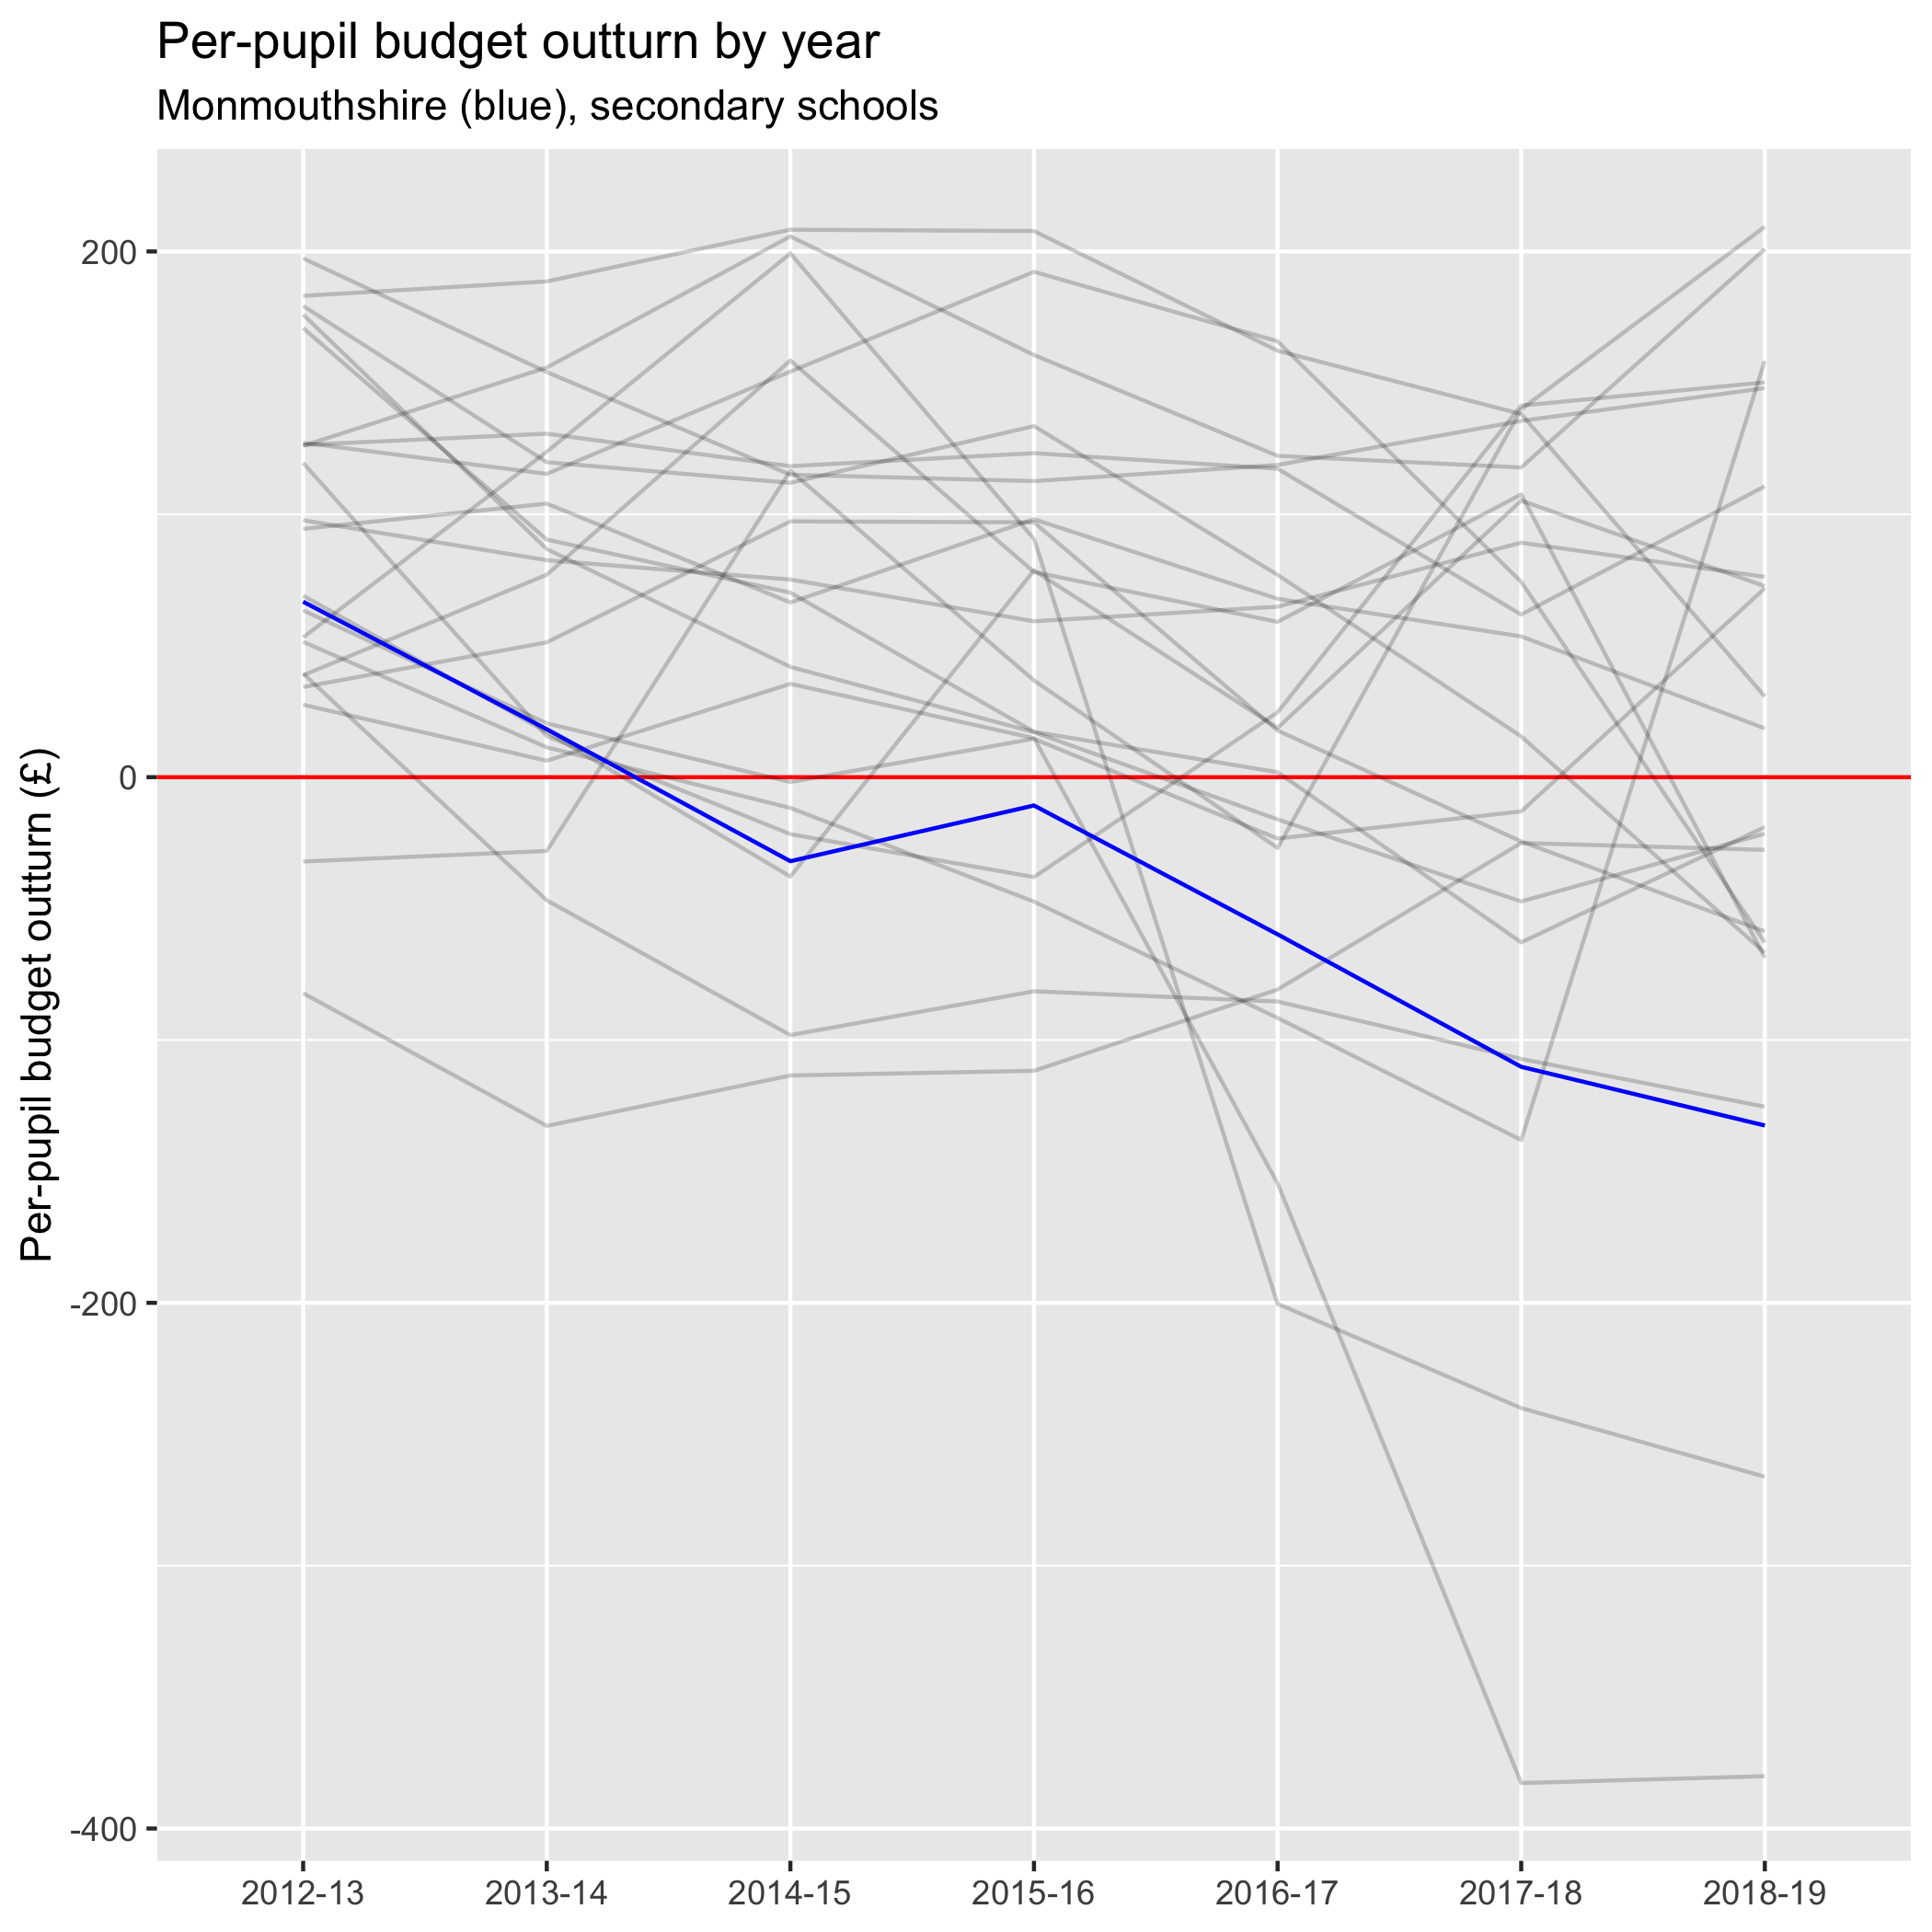 Per-pupil budget outturn by year
Monmouthshire (blue), secondary schools
Per-pupil budget outturn (£)
200
0
-200
-400
2012-13 2013-14 2014-15 2015-16 2016-17 2017-18 2018-19